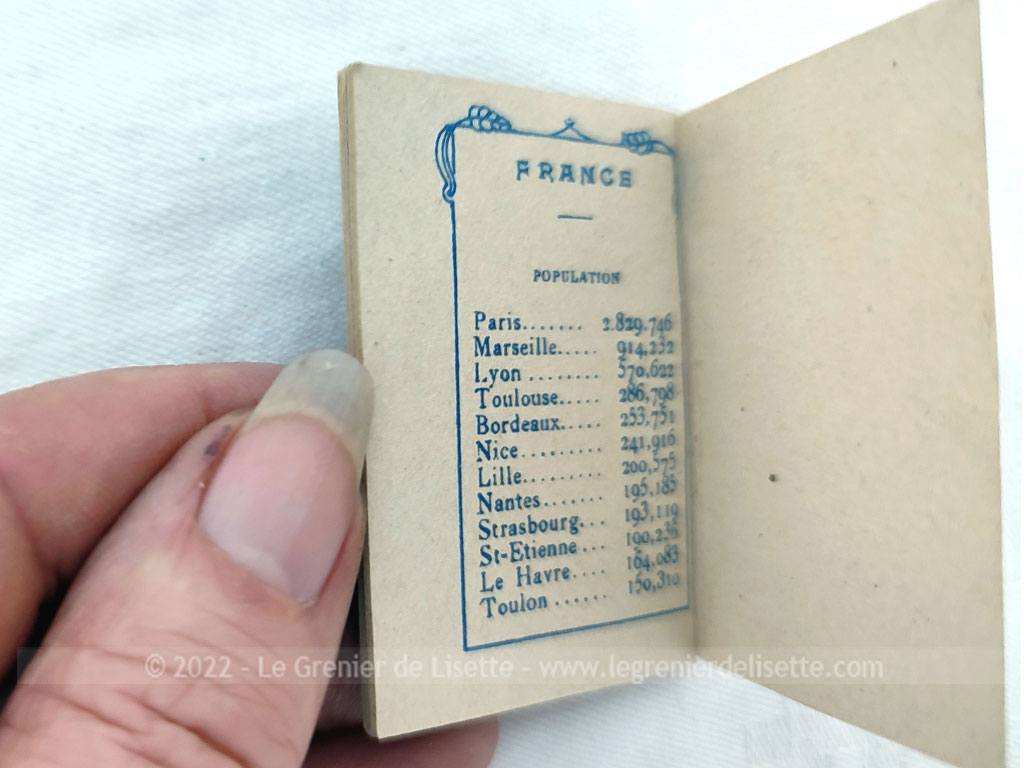 FRANCE
POPULATION
Paris....... 2.829.746
Marseille..... 914,232
Lyon ........ 570,622
Toulouse..... 286,798
Bordeaux..... 253,751
Nice......... 241,916
Lille........ 200,575
Nantes....... 195,185
Strasbourg... 193,119
St-Etienne ... 190,236
Le Havre.... 164,083
Toulon ...... 150,310
© 2022 - Le Grenier de Lisette - www.legrenierdelisette.com